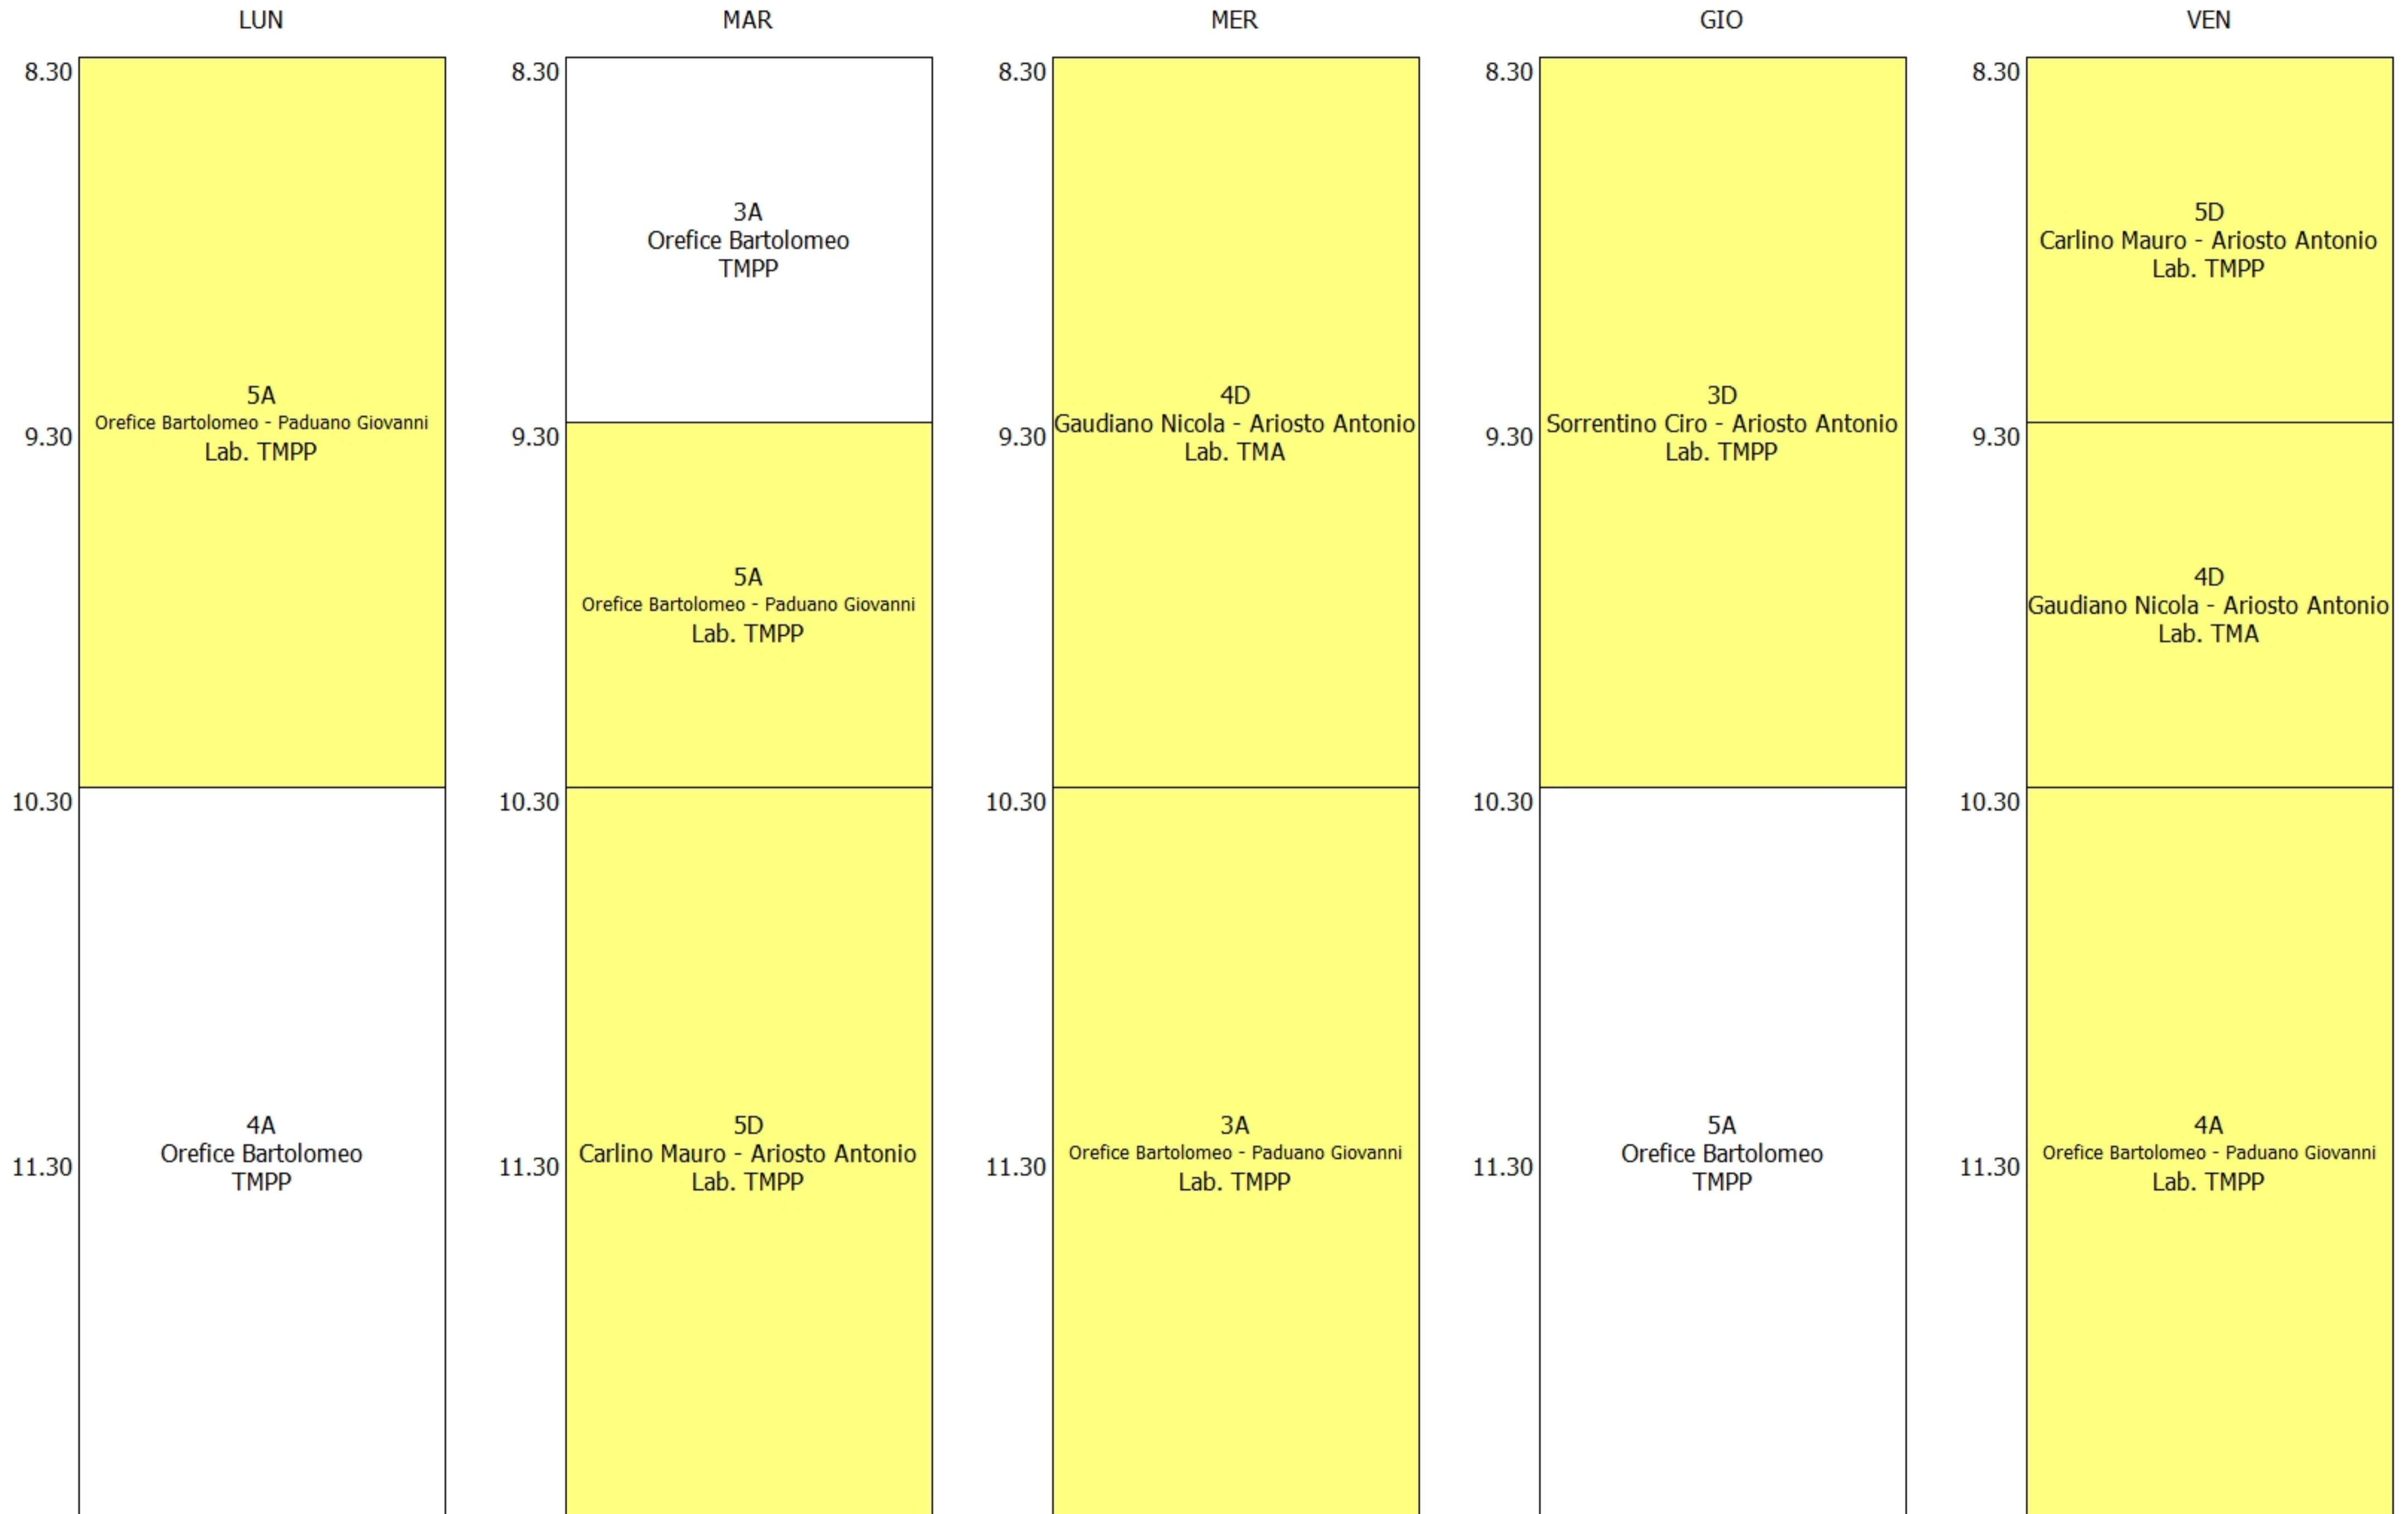 LUN
8.30
5A
Orefice Bartolomeo - Paduano Giovanni
9.30
Lab. TMPP
10.30
4A
Orefice Bartolomeo
11.30
TMPP
MAR
8.30
3A
Orefice Bartolomeo
TMPP
9.30
5A
Orefice Bartolomeo - Paduano Giovanni
Lab. TMPP
10.30
5D
Carlino Mauro - Ariosto Antonio
11.30
Lab. TMPP
MER
8.30
4D
Gaudiano Nicola - Ariosto Antonio
9.30
Lab. TMA
10.30
3A
Orefice Bartolomeo - Paduano Giovanni
11.30
Lab. TMPP
GIO
8.30
3D
Sorrentino Ciro - Ariosto Antonio
9.30
Lab. TMPP
10.30
5A
Orefice Bartolomeo
11.30
TMPP
VEN
8.30
5D
Carlino Mauro - Ariosto Antonio
Lab. TMPP
9.30
4D
Gaudiano Nicola - Ariosto Antonio
Lab. TMA
10.30
4A
Orefice Bartolomeo - Paduano Giovanni
11.30
Lab. TMPP